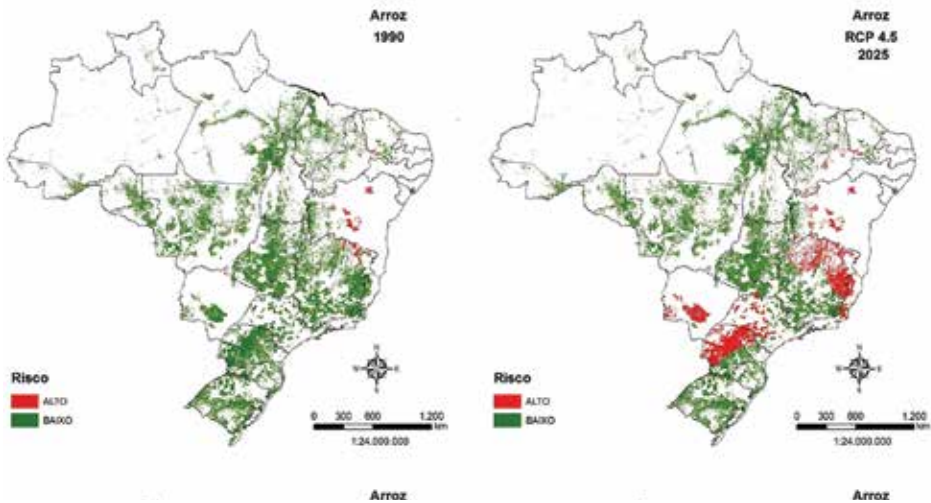 Arroz
1990
Risco
ALTO
BAIXO
N
W E
S
0 300 600 1.200
km
1:24.000.000
Arroz
RCP 4.5
2025
Risco
ALTO
BAIXO
N
W E
S
0 300 600 1.200
km
1:24.000.000
Arroz
Arroz